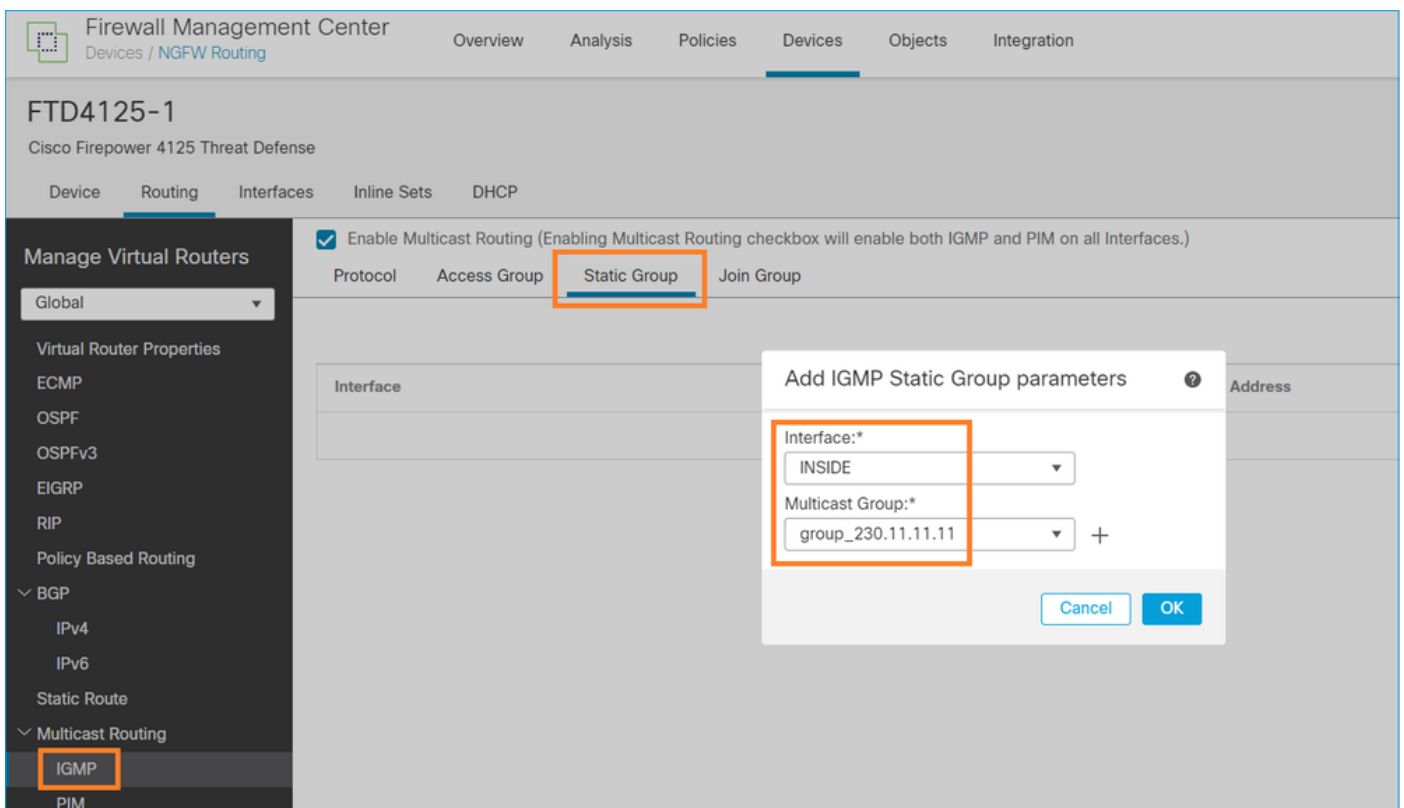 Firewall Management Center
Devices / NGFW Routing
Overview Analysis Policies Devices Objects Integration
FTD4125-1
Cisco Firepower 4125 Threat Defense
Device Routing Interfaces Inline Sets DHCP
Manage Virtual Routers
Global
Virtual Router Properties
ECMP
OSPF
OSPFv3
EIGRP
RIP
Policy Based Routing
BGP
IPv4
IPv6
Static Route
Multicast Routing
IGMP
PIM
Enable Multicast Routing (Enabling Multicast Routing checkbox will enable both IGMP and PIM on all Interfaces.)
Protocol Access Group Static Group Join Group
Interface Address
Add IGMP Static Group parameters ?
Interface:*
INSIDE
Multicast Group:*
group_230.11.11.11 +
Cancel OK